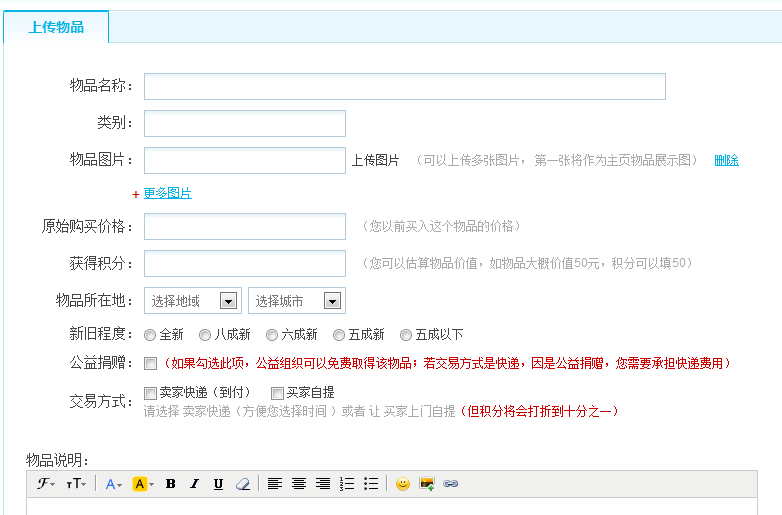 上传物品
物品名称：
类别：
物品图片： 上传图片 （可以上传多张图片， 第一张将作为主页物品展示图） 删除
+ 更多图片
原始购买价格： （您以前买入这个物品的价格）
获得积分： （您可以估算物品价值，如物品大概价值50元，积分可以填50）
物品所在地： 选择地域 选择城市
新旧程度： 全新 八成新 六成新 五成新 五成以下
公益捐赠： （如果勾选此项，公益组织可以免费取得该物品；若交易方式是快递，因是公益捐赠，您需要承担快递费用）
交易方式： 卖家快递（到付） 买家自提
请选择 卖家快递（方便您选择时间 ）或者 让 买家上门自提（但积分将会打折到十分之一）
物品说明：
F TT A A B I U